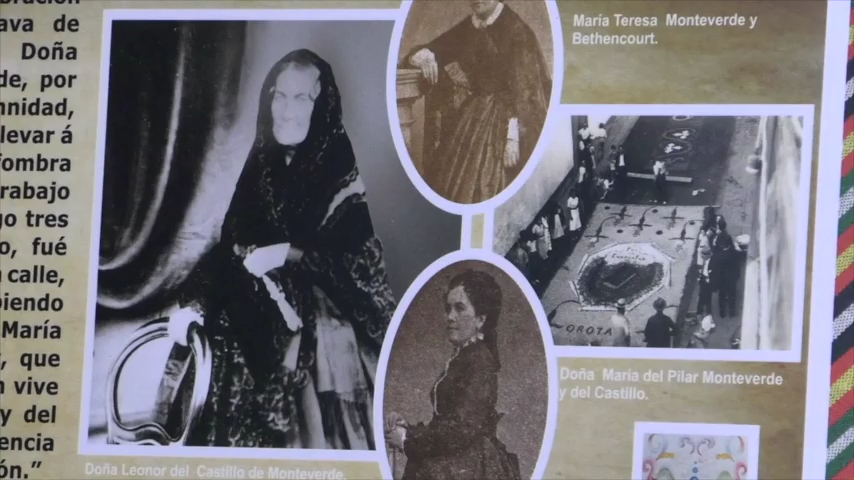 ava de
Doña
de, por
nnidad,
llevar á
fombra
rabajo
go tres
o, fué
calle,
biendo
María
, que
n vive
y del
encia
ón.”
María Teresa Monteverde y
Bethencourt.
OROTA
Doña María del Pilar Monteverde
y del Castillo.
Doña Leonor del Castillo de Monteverde.